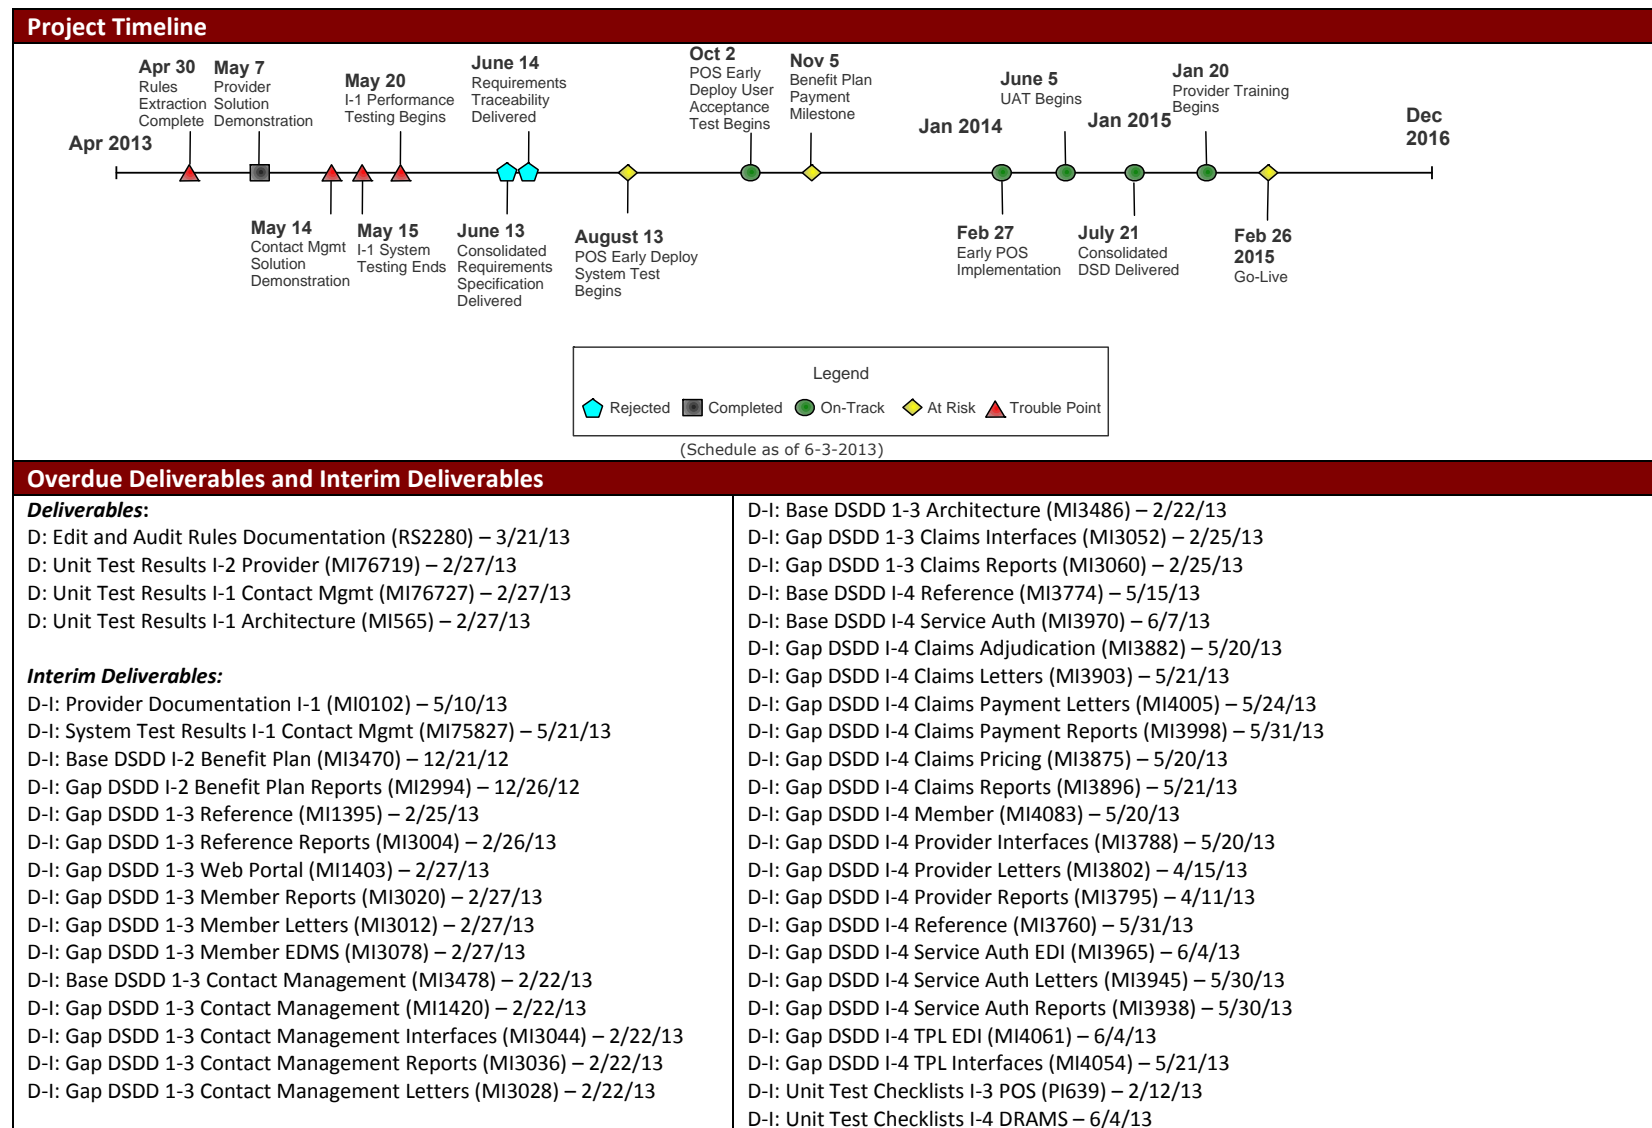 Project Timeline
Apr 30
Rules
Extraction
Complete
May 7
Provider
Solution
Demonstration
May 20
I-1 Performance
Testing Begins
June 14
Requirements
Traceability
Delivered
Oct 2
POS Early
Deploy User
Acceptance
Test Begins
Nov 5
Benefit Plan
Payment
Milestone
June 5
UAT Begins
Jan 20
Provider Training
Begins
Apr 2013
Jan 2014
Jan 2015
Dec
2016
May 14
Contact Mgmt
Solution
Demonstration
May 15
I-1 System
Testing Ends
June 13
Consolidated
Requirements
Specification
Delivered
August 13
POS Early Deploy
System Test
Begins
Feb 27
Early POS
Implementation
July 21
Consolidated
DSD Delivered
Feb 26
2015
Go-Live
Legend
Rejected Completed On-Track At Risk Trouble Point
(Schedule as of 6-3-2013)
Overdue Deliverables and Interim Deliverables
Deliverables:
D: Edit and Audit Rules Documentation (RS2280) – 3/21/13
D: Unit Test Results I-2 Provider (MI76719) – 2/27/13
D: Unit Test Results I-1 Contact Mgmt (MI76727) – 2/27/13
D: Unit Test Results I-1 Architecture (MI565) – 2/27/13
Interim Deliverables:
D-I: Provider Documentation I-1 (MI0102) – 5/10/13
D-I: System Test Results I-1 Contact Mgmt (MI75827) – 5/21/13
D-I: Base DSDD I-2 Benefit Plan (MI3470) – 12/21/12
D-I: Gap DSDD I-2 Benefit Plan Reports (MI2994) – 12/26/12
D-I: Gap DSDD 1-3 Reference (MI1395) – 2/25/13
D-I: Gap DSDD 1-3 Reference Reports (MI3004) – 2/26/13
D-I: Gap DSDD 1-3 Web Portal (MI1403) – 2/27/13
D-I: Gap DSDD 1-3 Member Reports (MI3020) – 2/27/13
D-I: Gap DSDD 1-3 Member Letters (MI3012) – 2/27/13
D-I: Gap DSDD 1-3 Member EDMS (MI3078) – 2/27/13
D-I: Base DSDD 1-3 Contact Management (MI3478) – 2/22/13
D-I: Gap DSDD 1-3 Contact Management (MI1420) – 2/22/13
D-I: Gap DSDD 1-3 Contact Management Interfaces (MI3044) – 2/22/13
D-I: Gap DSDD 1-3 Contact Management Reports (MI3036) – 2/22/13
D-I: Gap DSDD 1-3 Contact Management Letters (MI3028) – 2/22/13
D-I: Base DSDD 1-3 Architecture (MI3486) – 2/22/13
D-I: Gap DSDD 1-3 Claims Interfaces (MI3052) – 2/25/13
D-I: Gap DSDD 1-3 Claims Reports (MI3060) – 2/25/13
D-I: Base DSDD I-4 Reference (MI3774) – 5/15/13
D-I: Base DSDD I-4 Service Auth (MI3970) – 6/7/13
D-I: Gap DSDD I-4 Claims Adjudication (MI3882) – 5/20/13
D-I: Gap DSDD I-4 Claims Letters (MI3903) – 5/21/13
D-I: Gap DSDD I-4 Claims Payment Letters (MI4005) – 5/24/13
D-I: Gap DSDD I-4 Claims Payment Reports (MI3998) – 5/31/13
D-I: Gap DSDD I-4 Claims Pricing (MI3875) – 5/20/13
D-I: Gap DSDD I-4 Claims Reports (MI3896) – 5/21/13
D-I: Gap DSDD I-4 Member (MI4083) – 5/20/13
D-I: Gap DSDD I-4 Provider Interfaces (MI3788) – 5/20/13
D-I: Gap DSDD I-4 Provider Letters (MI3802) – 4/15/13
D-I: Gap DSDD I-4 Provider Reports (MI3795) – 4/11/13
D-I: Gap DSDD I-4 Reference (MI3760) – 5/31/13
D-I: Gap DSDD I-4 Service Auth EDI (MI3965) – 6/4/13
D-I: Gap DSDD I-4 Service Auth Letters (MI3945) – 5/30/13
D-I: Gap DSDD I-4 Service Auth Reports (MI3938) – 5/30/13
D-I: Gap DSDD I-4 TPL EDI (MI4061) – 6/4/13
D-I: Gap DSDD I-4 TPL Interfaces (MI4054) – 5/21/13
D-I: Unit Test Checklists I-3 POS (PI639) – 2/12/13
D-I: Unit Test Checklists I-4 DRAMS – 6/4/13